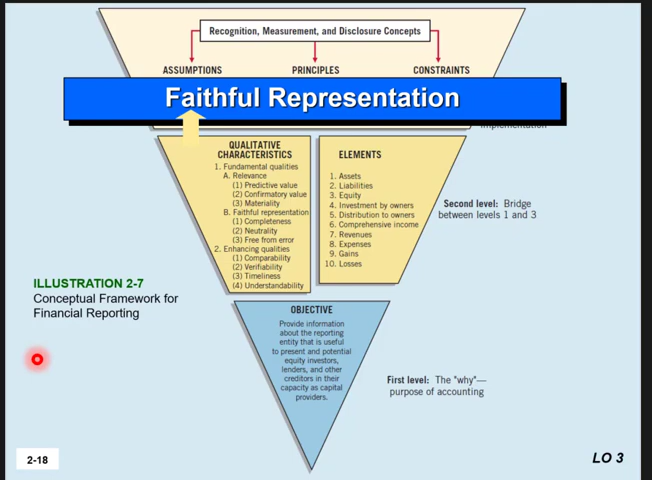 Recognition, Measurement, and Disclosure Concepts
ASSUMPTIONS
PRINCIPLES
CONSTRAINTS
Faithful Representation
implementation
QUALITATIVE
CHARACTERISTICS
1. Fundamental qualities
A. Relevance
(1) Predictive value
(2) Confirmatory value
(3) Materiality
B. Faithful representation
(1) Completeness
(2) Neutrality
(3) Free from error
2. Enhancing qualities
(1) Comparability
(2) Verifiability
(3) Timeliness
(4) Understandability
ELEMENTS
1. Assets
2. Liabilities
3. Equity
4. Investment by owners
5. Distribution to owners
6. Comprehensive income
7. Revenues
8. Expenses
9. Gains
10. Losses
Second level: Bridge
between levels 1 and 3
ILLUSTRATION 2-7
Conceptual Framework for
Financial Reporting
OBJECTIVE
Provide information
about the reporting
entity that is useful
to present and potential
equity investors,
lenders, and other
creditors in their
capacity as capital
providers.
First level: The "why"—
purpose of accounting
2-18
LO 3